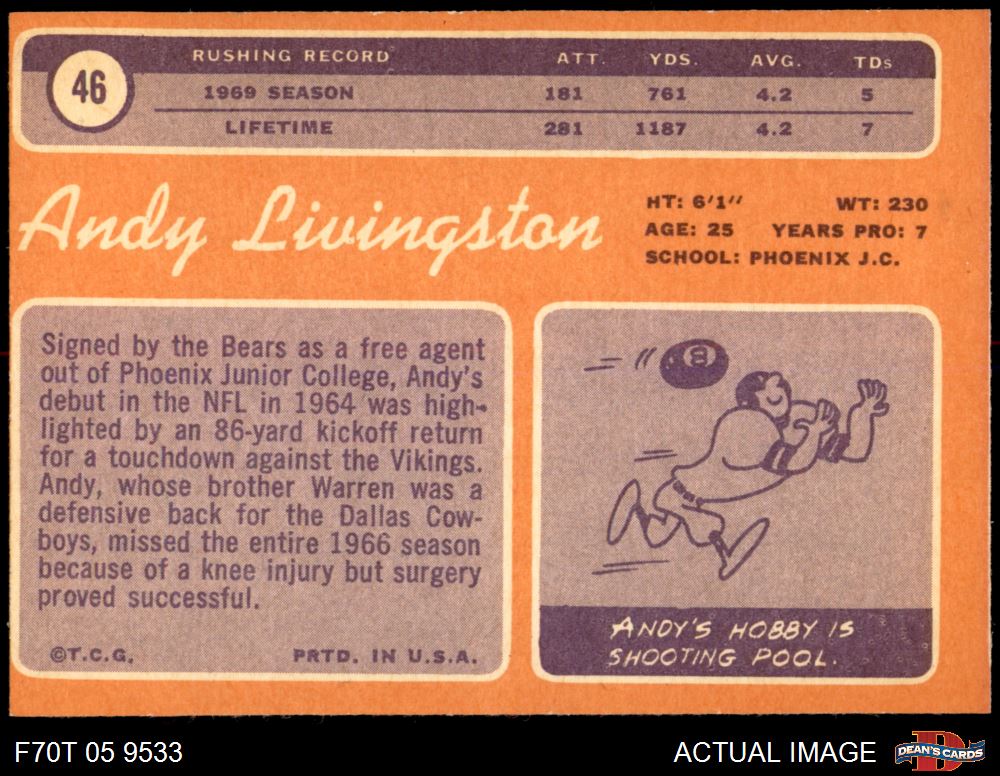 46
RUSHING RECORD ATT. YDS. AVG. TDs
1969 SEASON 181 761 4.2 5
LIFETIME 281 1187 4.2 7
Andy Livingston
HT: 6'1" WT: 230
AGE: 25 YEARS PRO: 7
SCHOOL: PHOENIX J.C.
Signed by the Bears as a free agent
out of Phoenix Junior College, Andy's
debut in the NFL in 1964 was high-
lighted by an 86-yard kickoff return
for a touchdown against the Vikings.
Andy, whose brother Warren was a
defensive back for the Dallas Cow-
boys, missed the entire 1966 season
because of a knee injury but surgery
proved successful.
©T.C.G. PRTD. IN U.S.A.
8
ANDY'S HOBBY IS
SHOOTING POOL.
F70T 05 9533
ACTUAL IMAGE
DEAN'S CARDS